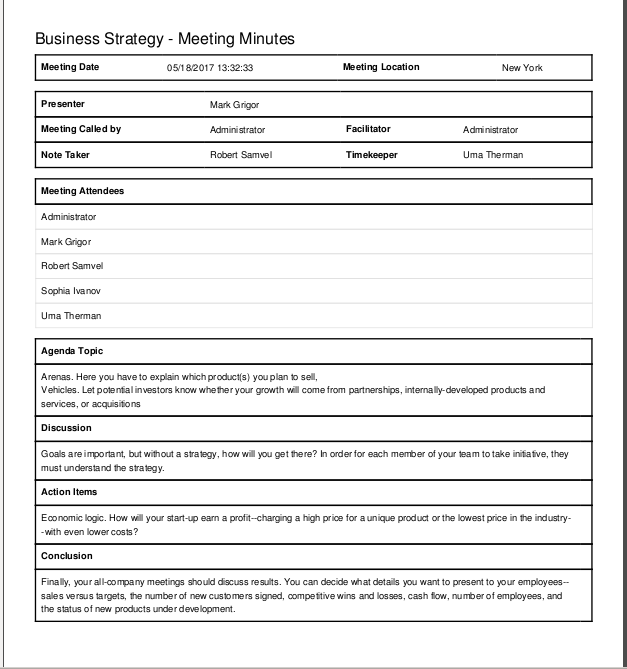 Business Strategy - Meeting Minutes
Meeting Date 05/18/2017 13:32:33 Meeting Location New York
Presenter Mark Grigor
Meeting Called by Administrator Facilitator Administrator
Note Taker Robert Samvel Timekeeper Uma Therman
Meeting Attendees
Administrator
Mark Grigor
Robert Samvel
Sophia Ivanov
Uma Therman
Agenda Topic
Arenas. Here you have to explain which product(s) you plan to sell,
Vehicles. Let potential investors know whether your growth will come from partnerships, internally-developed products and
services, or acquisitions
Discussion
Goals are important, but without a strategy, how will you get there? In order for each member of your team to take initiative, they
must understand the strategy.
Action Items
Economic logic. How will your start-up earn a profit--charging a high price for a unique product or the lowest price in the industry-
-with even lower costs?
Conclusion
Finally, your all-company meetings should discuss results. You can decide what details you want to present to your employees--
sales versus targets, the number of new customers signed, competitive wins and losses, cash flow, number of employees, and
the status of new products under development.